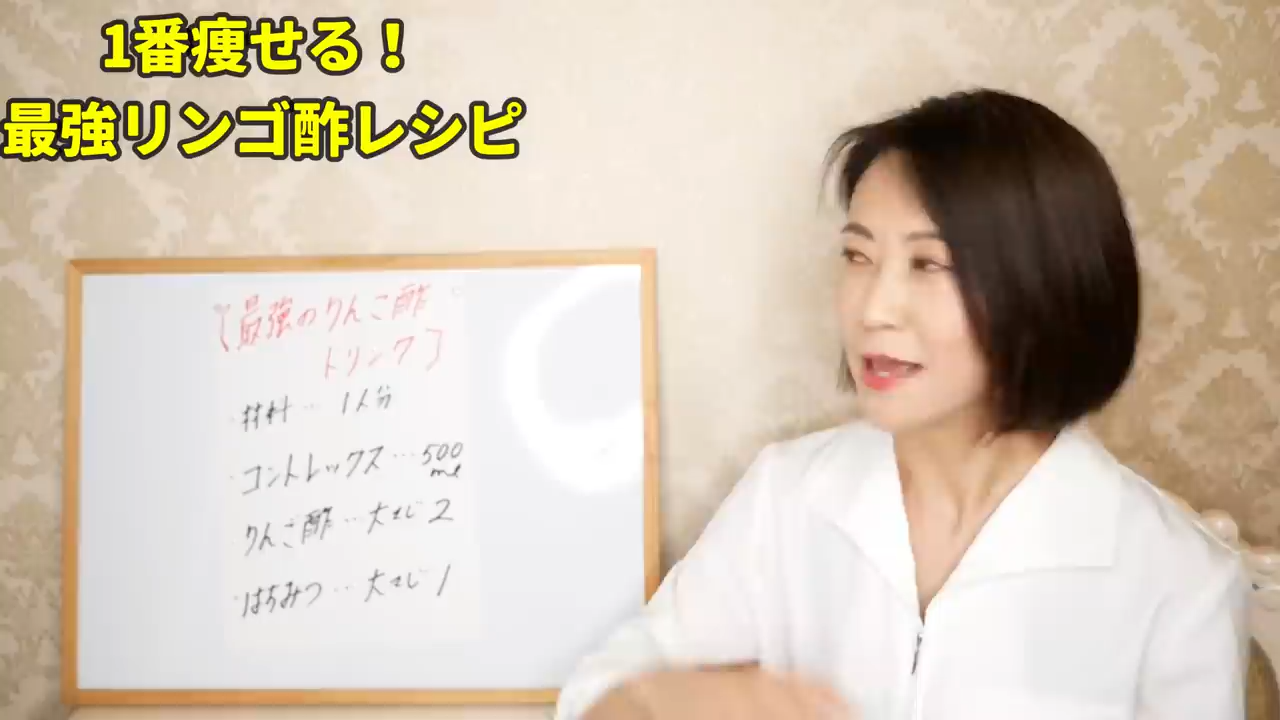 1番痩せる！
最強リンゴ酢レシピ
【最強のりんご酢
ドリンク】
・材料… 1人分
・コントレックス…500
ml
りんご酢…大さじ2
・はちみつ…大さじ1